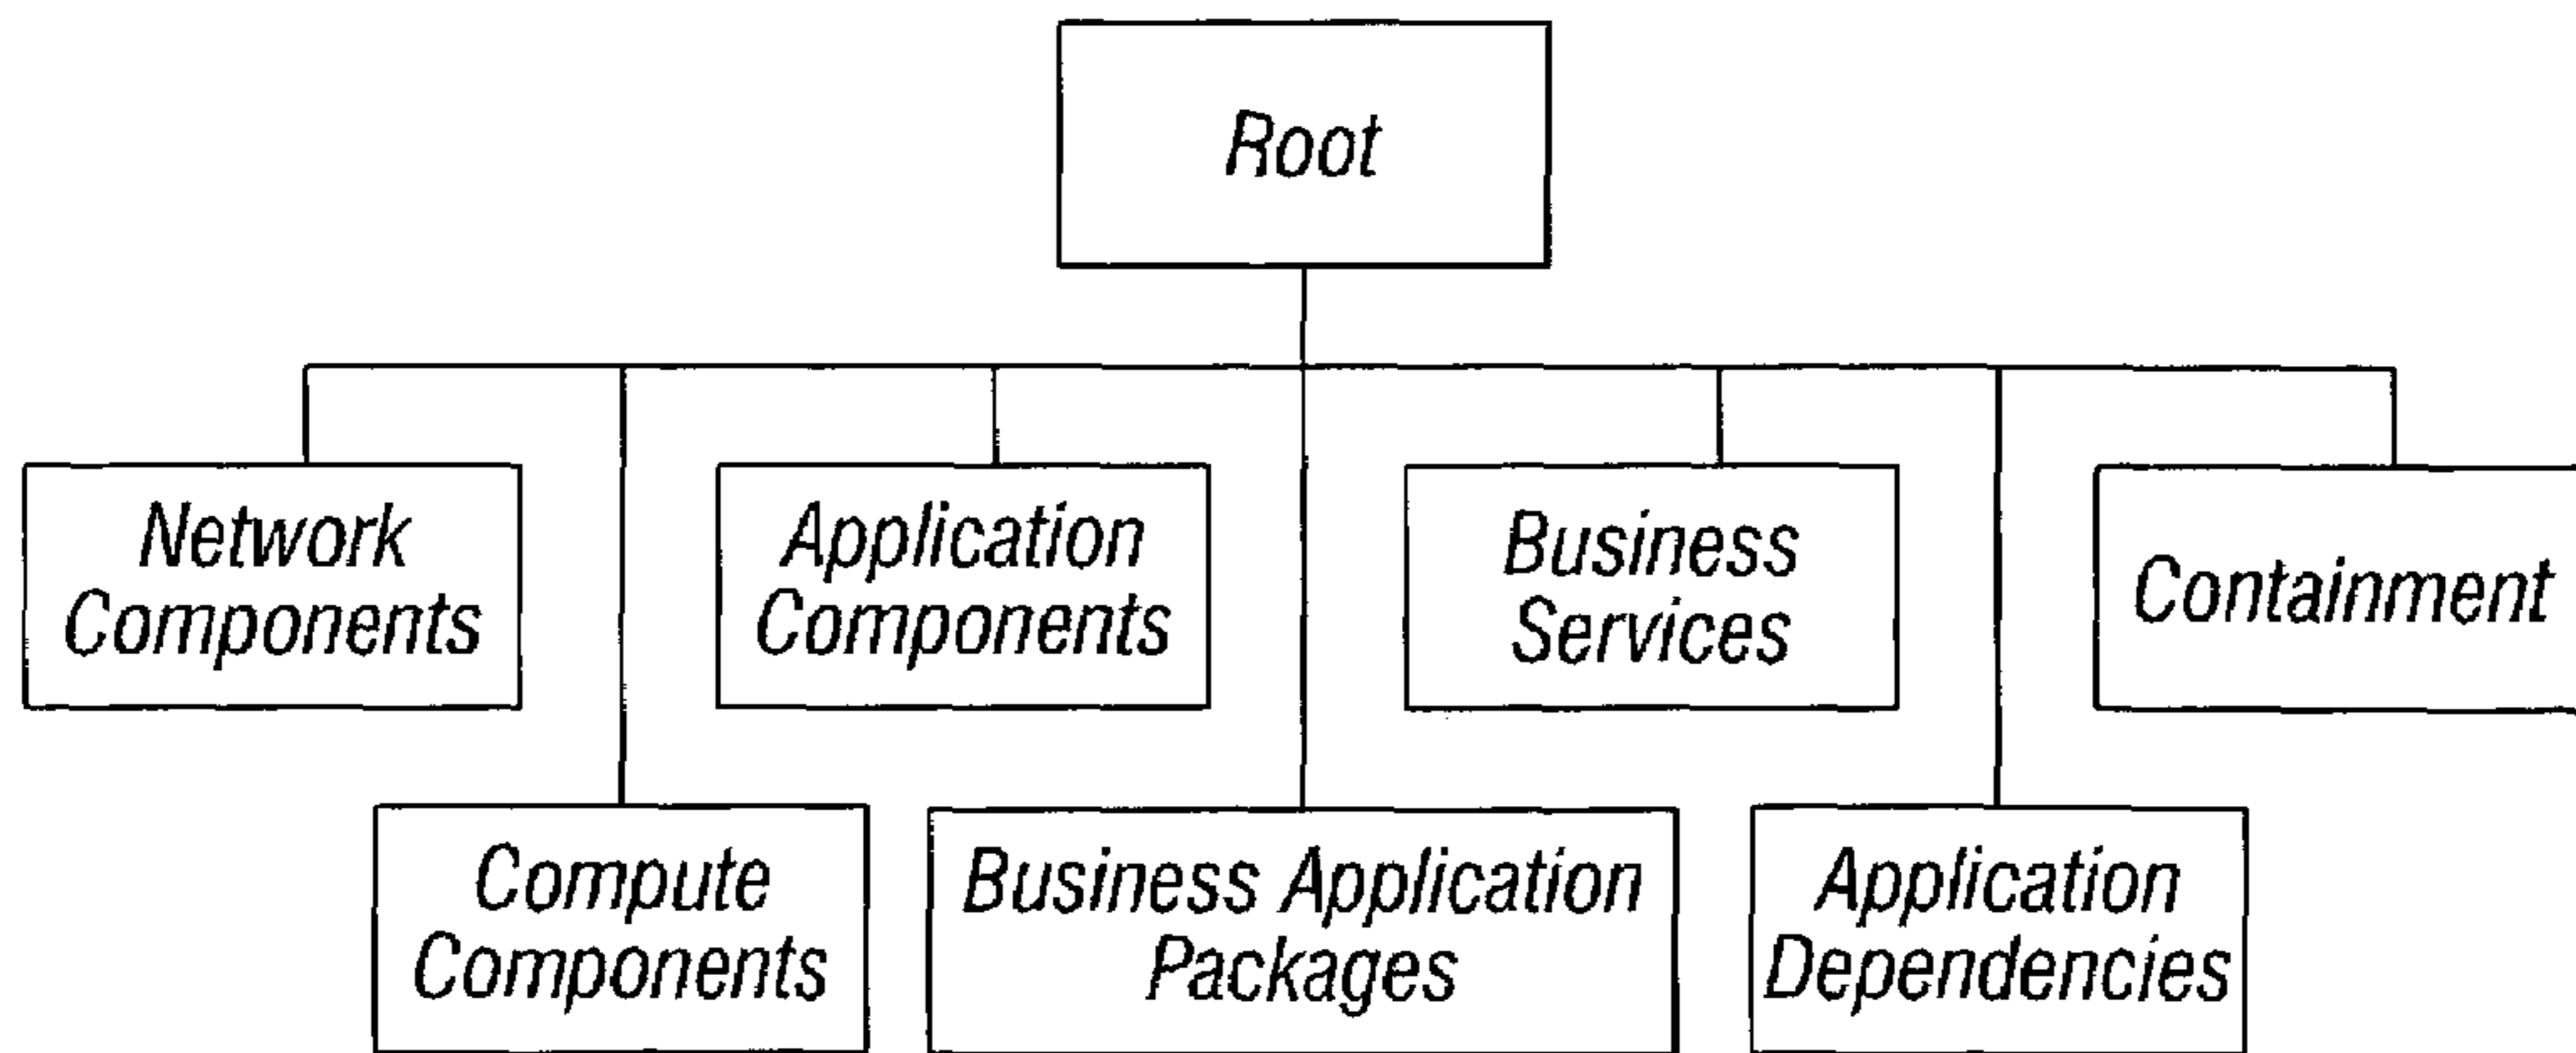 Root
Network
Components
Application
Components
Business
Services
Containment
Compute
Components
Business Application
Packages
Application
Dependencies